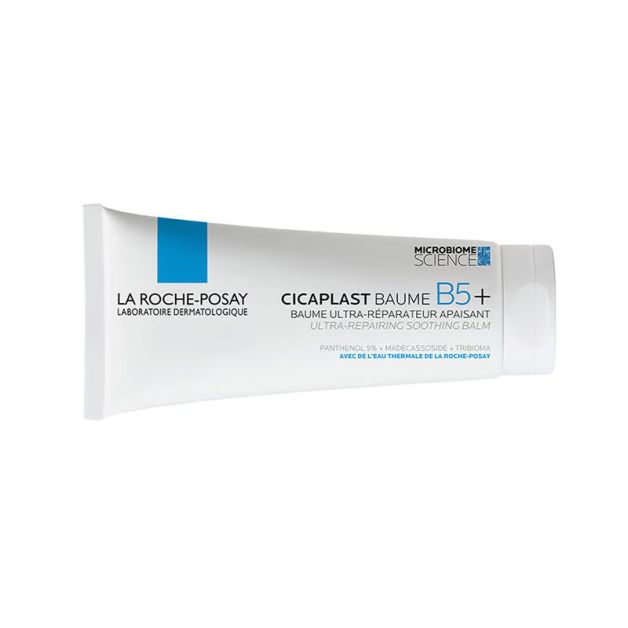 LA ROCHE-POSAY
LABORATOIRE DERMATOLOGIQUE
MICROBIOME
SCIENCE
CICAPLAST BAUME B5+
BAUME ULTRA-RÉPARATEUR APAISANT
ULTRA-REPAIRING SOOTHING BALM
PANTHENOL 5% + MADECASSOSIDE + TRIBIOMA
AVEC DE L'EAU THERMALE DE LA ROCHE-POSAY